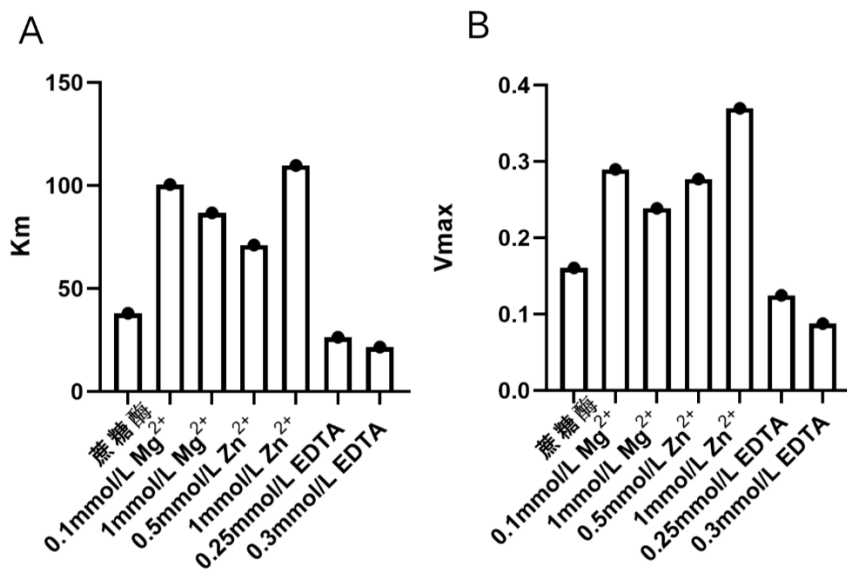 A
150
100
50
0
Km
蔗糖酶
0.1mmol/L Mg²⁺
1mmol/L Mg²⁺
0.5mmol/L Zn²⁺
1mmol/L Zn²⁺
0.25mmol/L EDTA
0.3mmol/L EDTA
B
0.4
0.3
0.2
0.1
0.0
Vmax
蔗糖酶
0.1mmol/L Mg²⁺
1mmol/L Mg²⁺
0.5mmol/L Zn²⁺
1mmol/L Zn²⁺
0.25mmol/L EDTA
0.3mmol/L EDTA